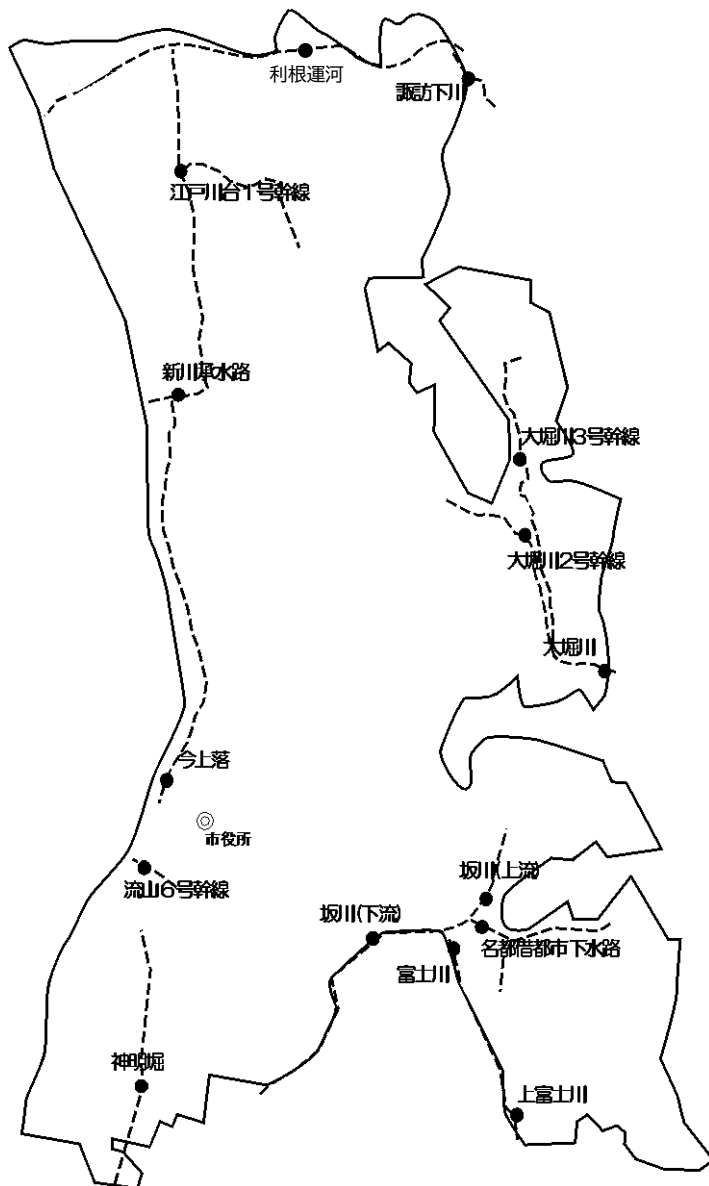 利根運河
諏訪下川
江戸川台1号幹線
新川承水路
大堀川3号幹線
大堀川2号幹線
大堀川
今上落
市役所
流山6号幹線
坂川(上流)
坂川(下流)
名都借都市下水路
富士川
神明堀
上富士川